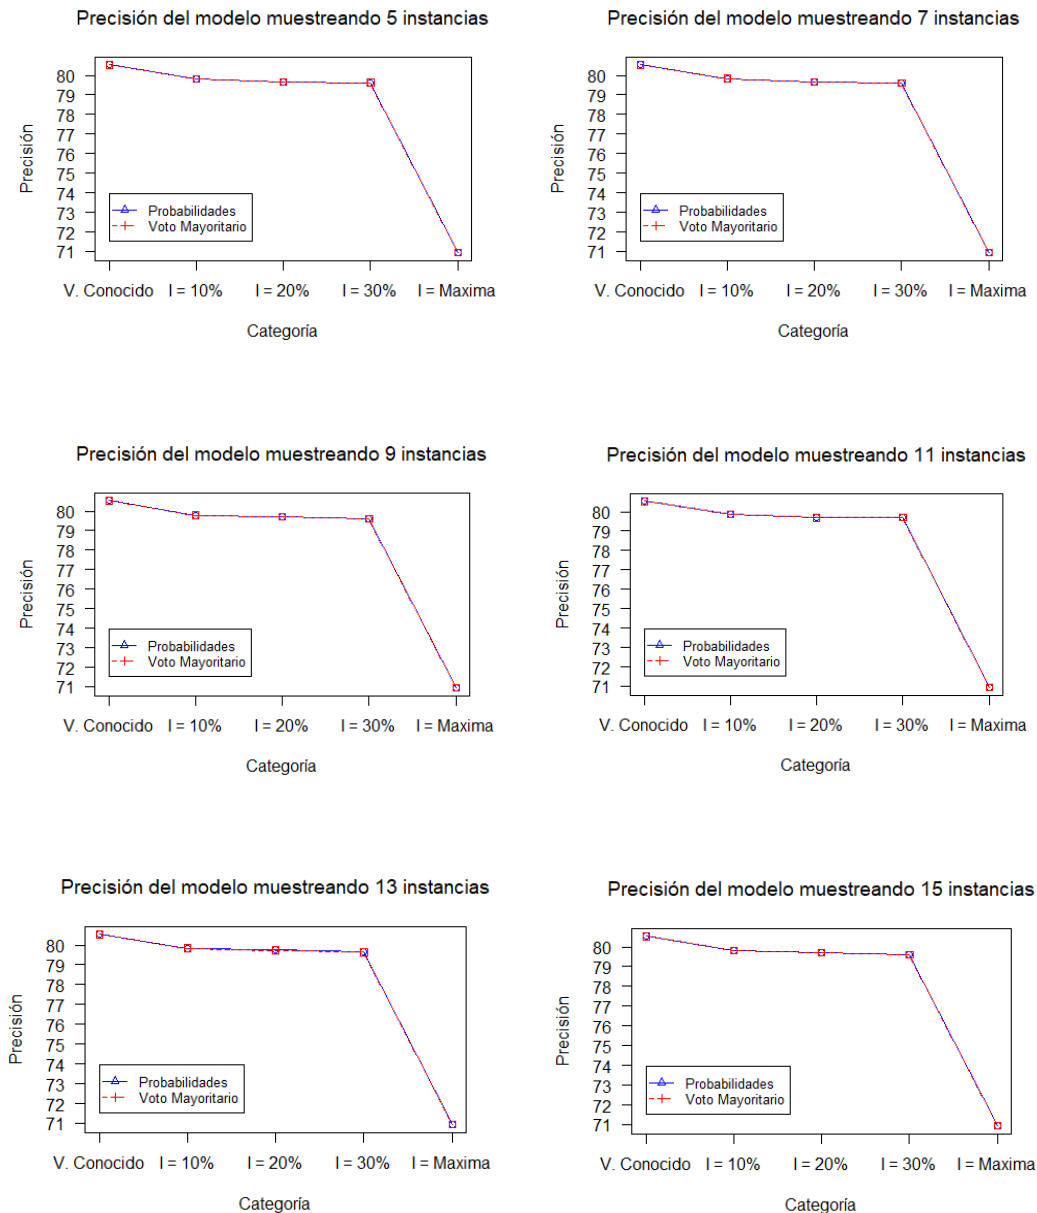 Precisión del modelo muestreando 5 instancias
Precisión
80
79
78
77
76
75
74
73
72
71
Probabilidades
Voto Mayoritario
V. Conocido I = 10% I = 20% I = 30% I = Maxima
Categoría
Precisión del modelo muestreando 7 instancias
Precisión
80
79
78
77
76
75
74
73
72
71
Probabilidades
Voto Mayoritario
V. Conocido I = 10% I = 20% I = 30% I = Maxima
Categoría
Precisión del modelo muestreando 9 instancias
Precisión
80
79
78
77
76
75
74
73
72
71
Probabilidades
Voto Mayoritario
V. Conocido I = 10% I = 20% I = 30% I = Maxima
Categoría
Precisión del modelo muestreando 11 instancias
Precisión
80
79
78
77
76
75
74
73
72
71
Probabilidades
Voto Mayoritario
V. Conocido I = 10% I = 20% I = 30% I = Maxima
Categoría
Precisión del modelo muestreando 13 instancias
Precisión
80
79
78
77
76
75
74
73
72
71
Probabilidades
Voto Mayoritario
V. Conocido I = 10% I = 20% I = 30% I = Maxima
Categoría
Precisión del modelo muestreando 15 instancias
Precisión
80
79
78
77
76
75
74
73
72
71
Probabilidades
Voto Mayoritario
V. Conocido I = 10% I = 20% I = 30% I = Maxima
Categoría